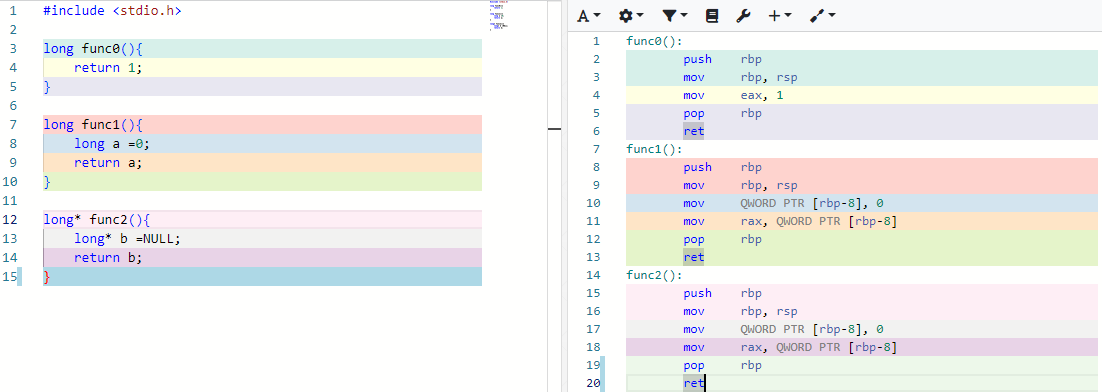 1 #include <stdio.h>
2
3 long func0(){
4     return 1;
5 }
6
7 long func1(){
8     long a =0;
9     return a;
10 }
11
12 long* func2(){
13     long* b =NULL;
14     return b;
15 }
A
1 func0():
2         push    rbp
3         mov     rbp, rsp
4         mov     eax, 1
5         pop     rbp
6         ret
7 func1():
8         push    rbp
9         mov     rbp, rsp
10         mov     QWORD PTR [rbp-8], 0
11         mov     rax, QWORD PTR [rbp-8]
12         pop     rbp
13         ret
14 func2():
15         push    rbp
16         mov     rbp, rsp
17         mov     QWORD PTR [rbp-8], 0
18         mov     rax, QWORD PTR [rbp-8]
19         pop     rbp
20         ret